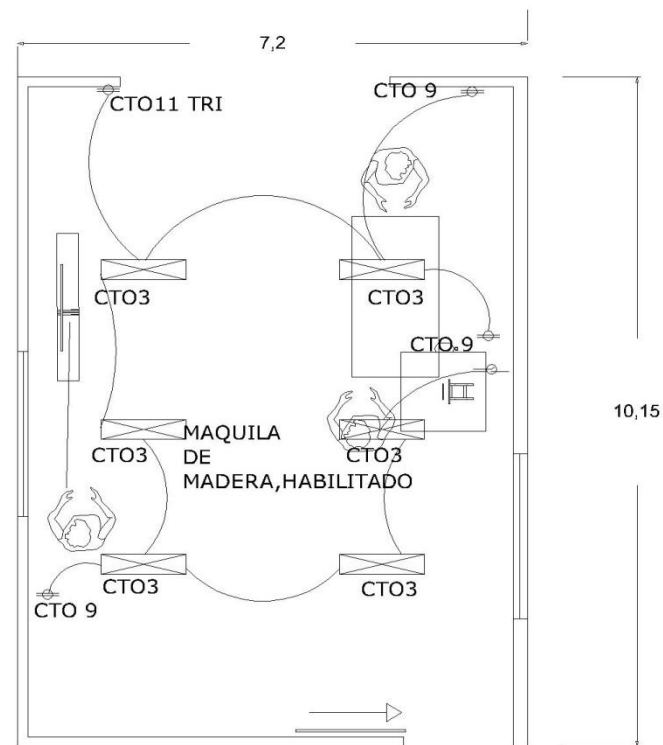 7,2
CTO11 TRI
CTO 9
CTO3
CTO3
CTO.9
10,15
CTO3
MAQUILA
DE
MADERA,HABILITADO
CTO3
CTO3
CTO3
CTO 9